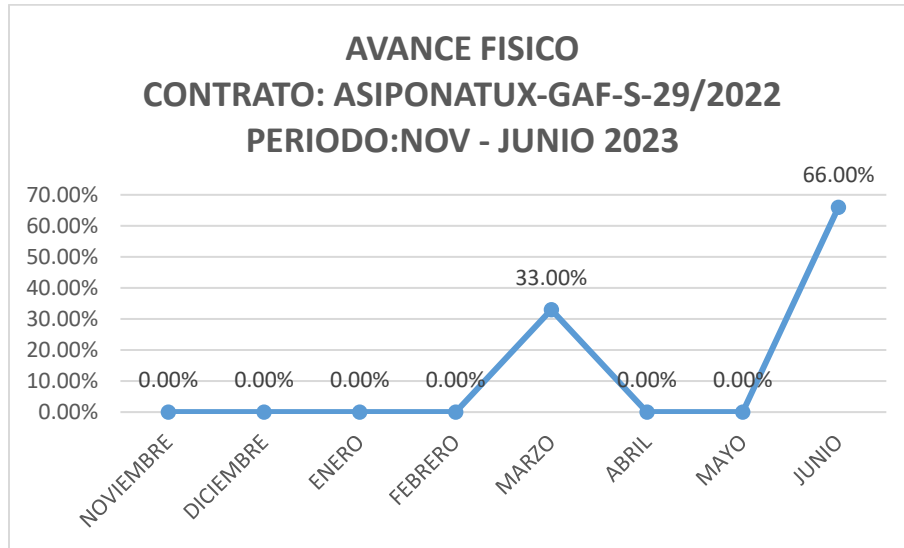 AVANCE FISICO
CONTRATO: ASIPONATUX-GAF-S-29/2022
PERIODO:NOV - JUNIO 2023
70.00%
60.00%
50.00%
40.00%
30.00%
20.00%
10.00%
0.00%
0.00%
0.00%
0.00%
0.00%
33.00%
0.00%
0.00%
66.00%
NOVIEMBRE
DICIEMBRE
ENERO
FEBRERO
MARZO
ABRIL
MAYO
JUNIO